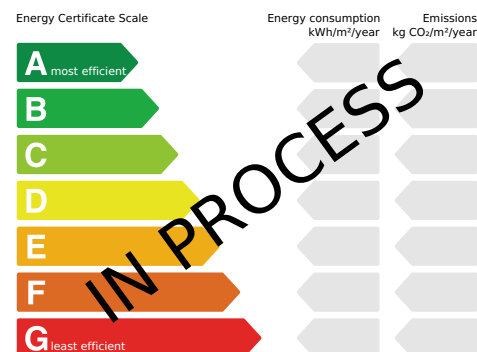 Energy Certificate Scale
Energy consumption
kWh/m²/year
Emissions
kg CO₂/m²/year
A most efficient
B
C
D
E
F
G least efficient
IN PROCESS